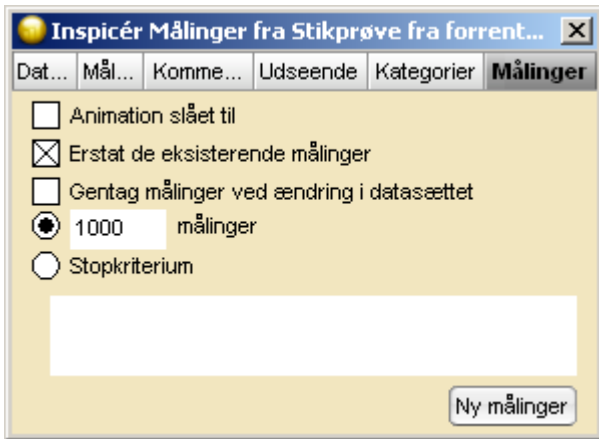 Inspicér Målinger fra Stikprøve fra forrent...
Dat... Mål... Komme... Udseende Kategorier Målinger
Animation slået til
Erstat de eksisterende målinger
Gentag målinger ved ændring i datasættet
1000 målinger
Stopkriterium
Ny målinger